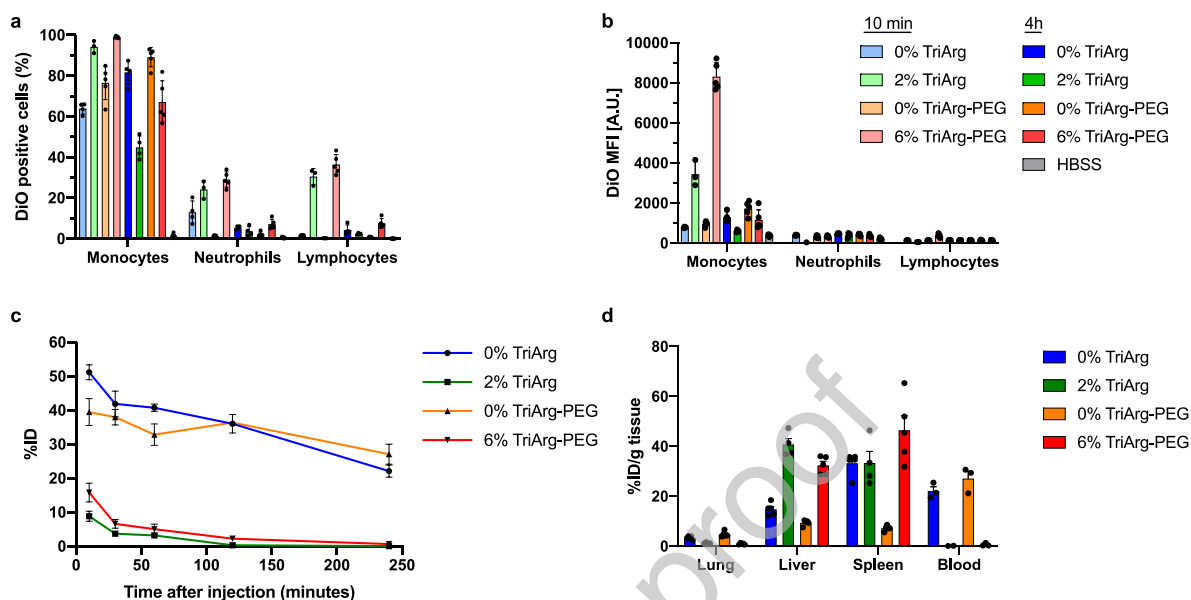 a
DiO positive cells (%)
100
80
60
40
20
0
Monocytes Neutrophils Lymphocytes
b
DiO MFI [A.U.]
10000
8000
6000
4000
2000
1000
0
Monocytes Neutrophils Lymphocytes
10 min
0% TriArg
2% TriArg
0% TriArg-PEG
6% TriArg-PEG
4h
0% TriArg
2% TriArg
0% TriArg-PEG
6% TriArg-PEG
HBSS
c
%ID
60
50
40
30
20
10
0
0 50 100 150 200 250
Time after injection (minutes)
0% TriArg
2% TriArg
0% TriArg-PEG
6% TriArg-PEG
d
%ID/g tissue
80
60
40
20
0
Lung Liver Spleen Blood
0% TriArg
2% TriArg
0% TriArg-PEG
6% TriArg-PEG
proof